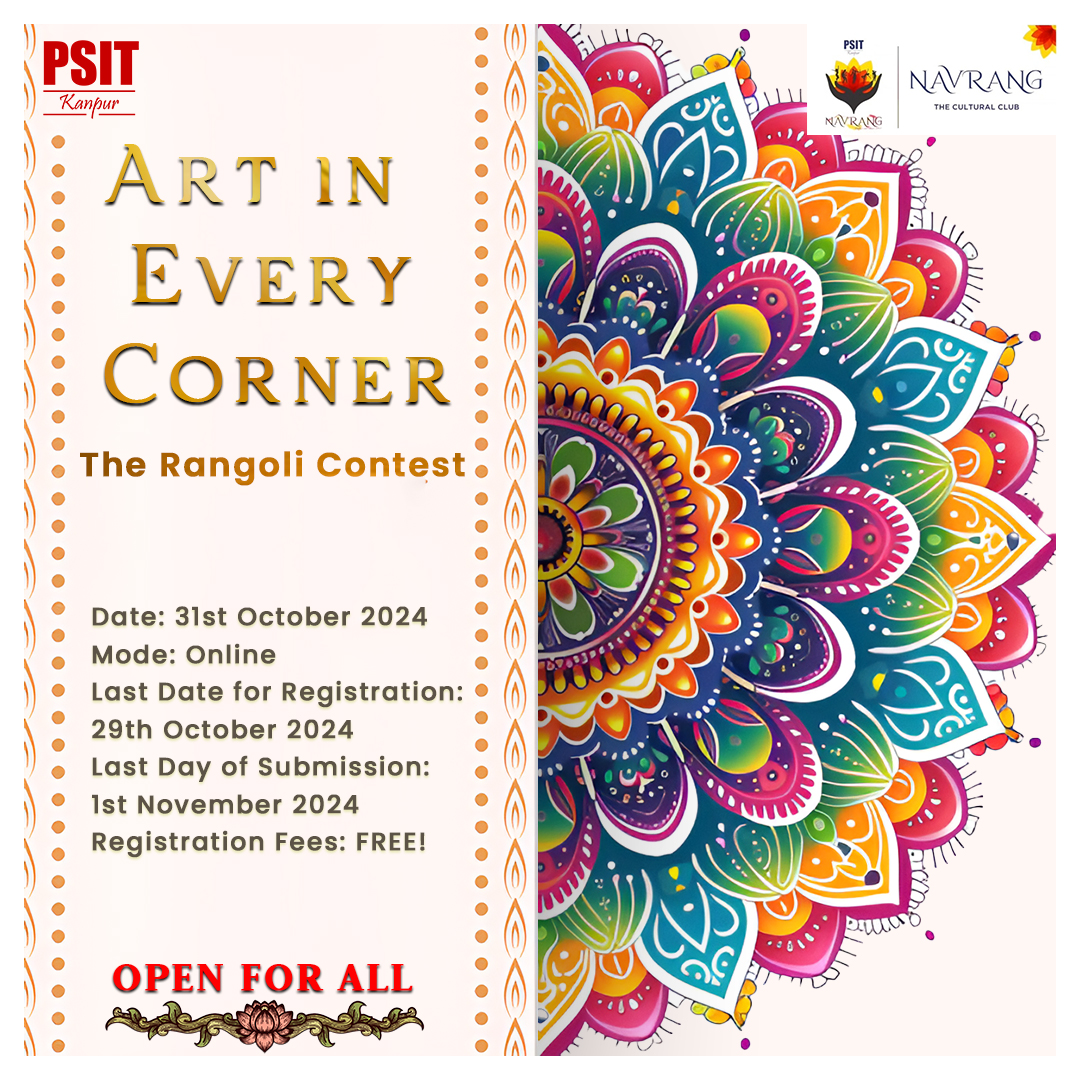 PSIT
Kanpur
ART IN
EVERY
CORNER
The Rangoli Contest
Date: 31st October 2024
Mode: Online
Last Date for Registration:
29th October 2024
Last Day of Submission:
1st November 2024
Registration Fees: FREE!
OPEN FOR ALL
PSIT
Kanpur
NAVRANG
NAVRANG
THE CULTURAL CLUB